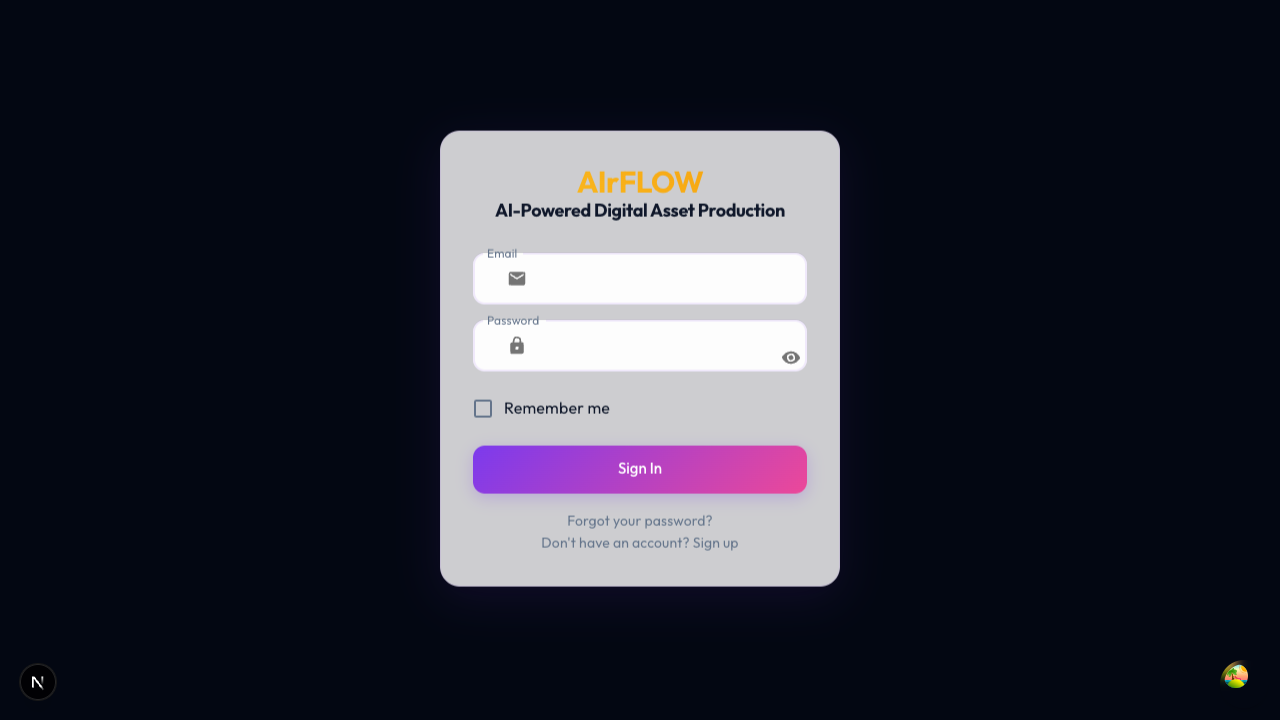 AIrFLOW
AI-Powered Digital Asset Production
Email
Password
Remember me
Sign In
Forgot your password?
Don't have an account? Sign up
N